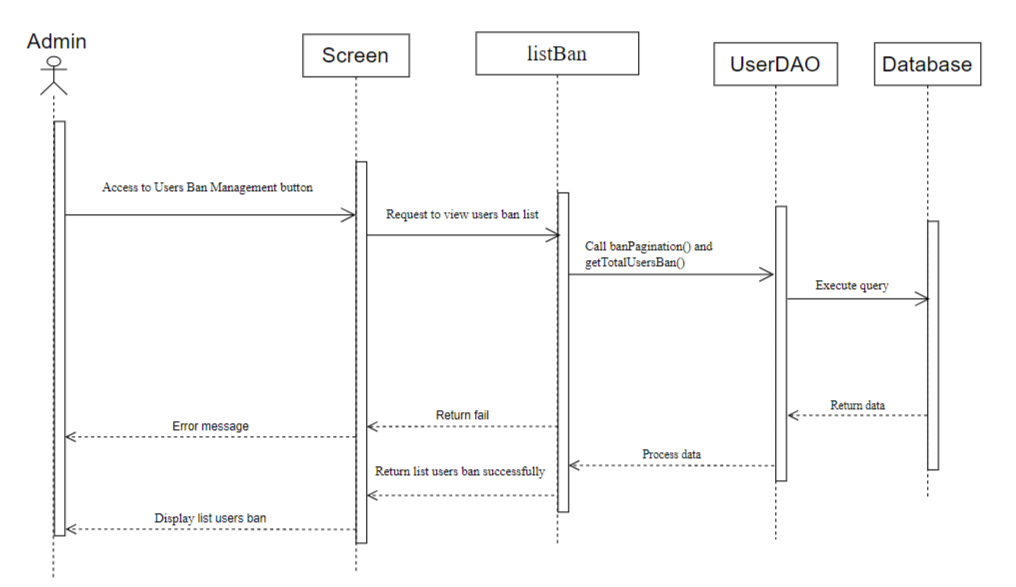 Admin
Screen
listBan
UserDAO
Database
Access to Users Ban Management button
Request to view users ban list
Call banPagination() and
getTotalUsersBan()
Execute query
Return data
Return fail
Error message
Process data
Return list users ban successfully
Display list users ban